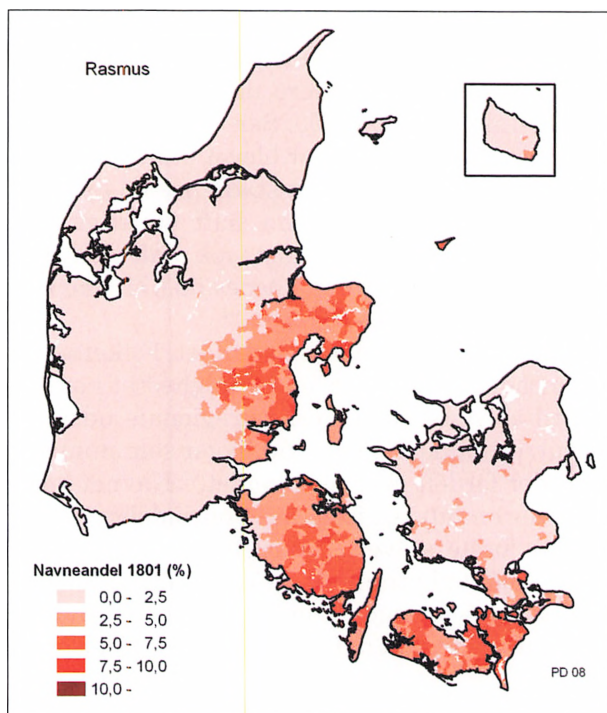 Rasmus
Navneandel 1801 (%)
0,0 - 2,5
2,5 - 5,0
5,0 - 7,5
7,5 - 10,0
10,0 -
PD 08